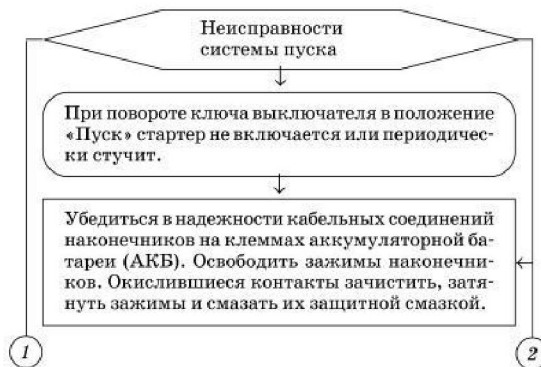 Неисправности
системы пуска
При повороте ключа выключателя в положение
«Пуск» стартер не включается или периодичес-
ки стучит.
Убедиться в надежности кабельных соединений
наконечников на клеммах аккумуляторной ба-
тареи (АКБ). Освободить зажимы наконечни-
ков. Окислившиеся контакты зачистить, затя-
нуть зажимы и смазать их защитной смазкой.
1
2